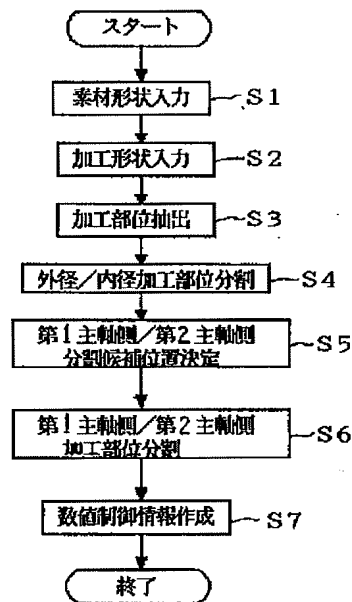 スタート
素材形状入力 S1
加工形状入力 S2
加工部位抽出 S3
外径/内径加工部位分割 S4
第1主軸側/第2主軸側
分割候補位置決定 S5
第1主軸側/第2主軸側
加工部位分割 S6
数値制御情報作成 S7
終了